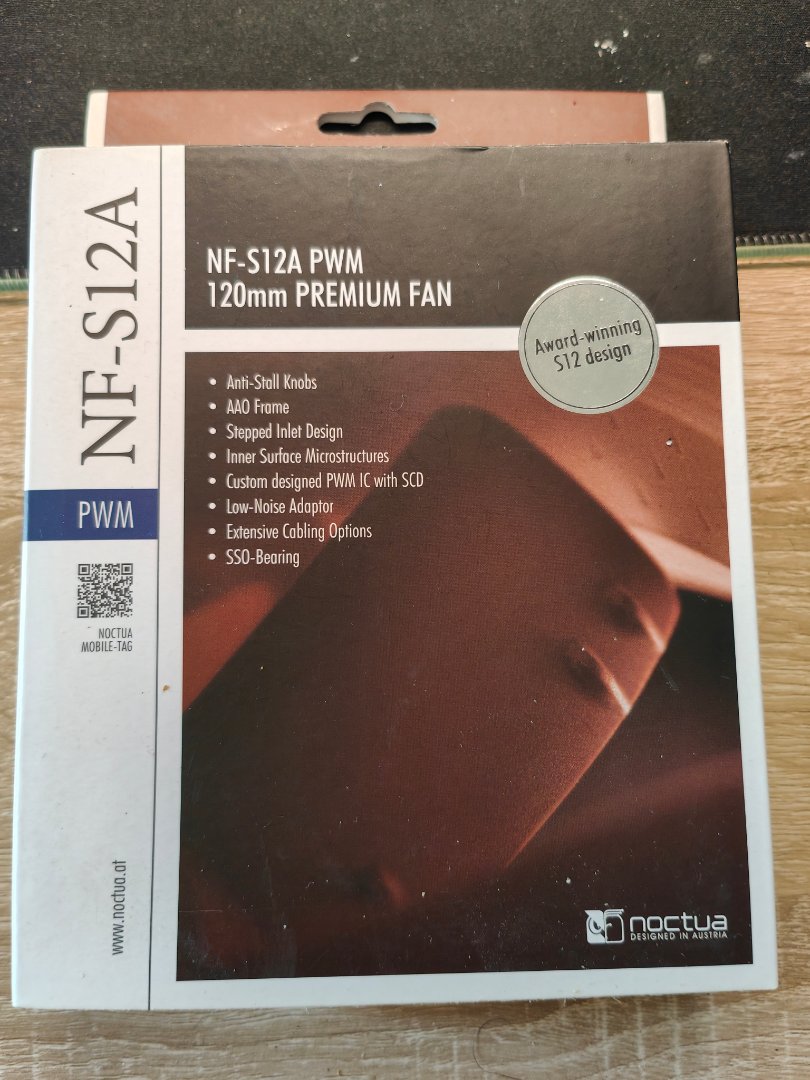 NF-S12A
PWM
NOCTUA
MOBILE-TAG
www.noctua.at
NF-S12A PWM
120mm PREMIUM FAN
Award-winning
S12 design
• Anti-Stall Knobs
• AAO Frame
• Stepped Inlet Design
• Inner Surface Microstructures
• Custom designed PWM IC with SCD
• Low-Noise Adaptor
• Extensive Cabling Options
• SSO-Bearing
noctua
DESIGNED IN AUSTRIA